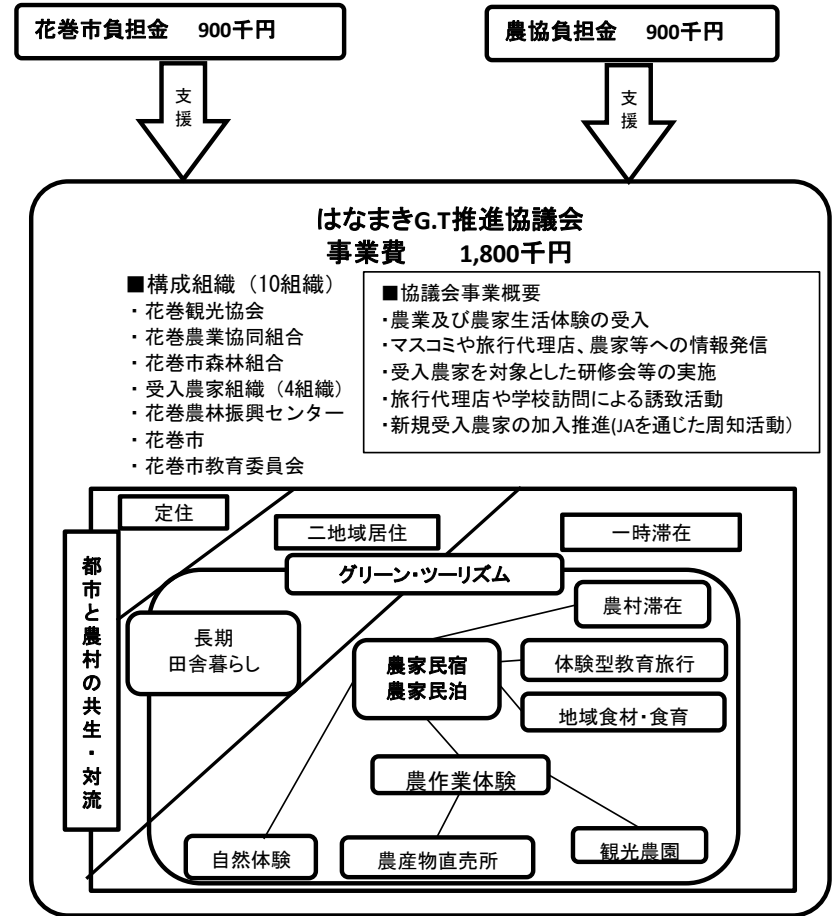 花巻市負担金　900千円
農協負担金　900千円
支援
支援
はなまきG.T推進協議会
事業費　1,800千円
■構成組織（10組織）
・花巻観光協会
・花巻農業協同組合
・花巻市森林組合
・受入農家組織（4組織）
・花巻農林振興センター
・花巻市
・花巻市教育委員会
■協議会事業概要
・農業及び農家生活体験の受入
・マスコミや旅行代理店、農家等への情報発信
・受入農家を対象とした研修会等の実施
・旅行代理店や学校訪問による誘致活動
・新規受入農家の加入推進(JAを通じた周知活動）
都市と農村の共生・対流
定住
二地域居住
一時滞在
グリーン・ツーリズム
長期
田舎暮らし
農家民宿
農家民泊
農村滞在
体験型教育旅行
地域食材・食育
農作業体験
自然体験
農産物直売所
観光農園